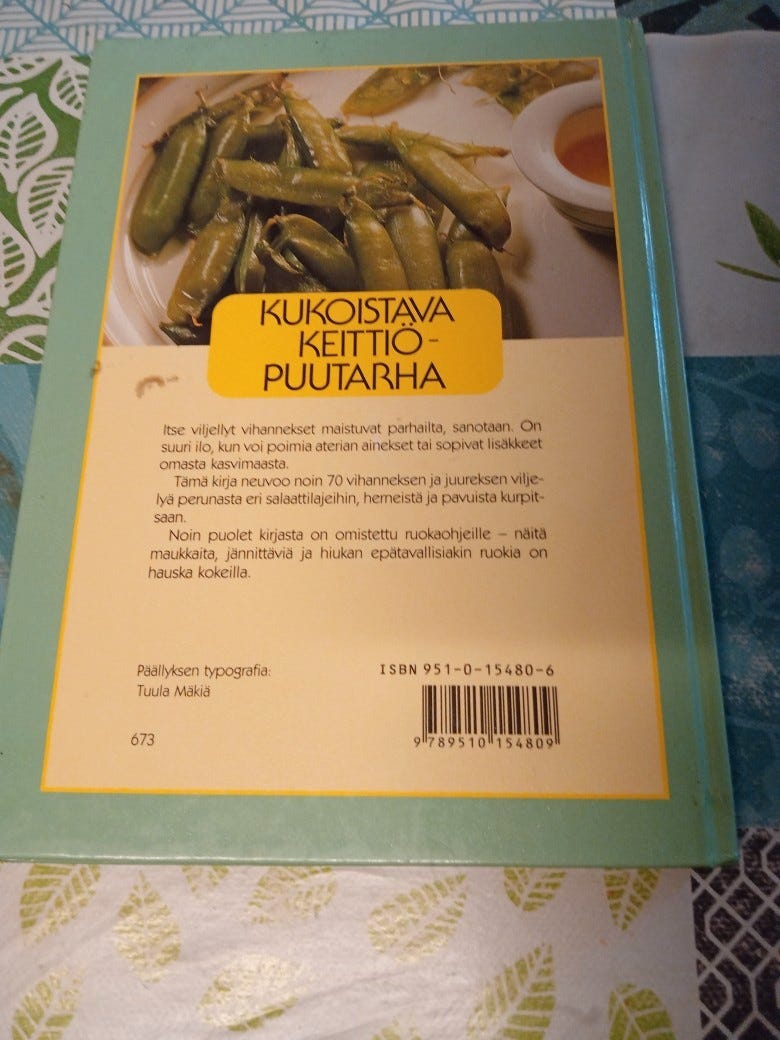 KUKOISTAVA
KEITTIÖ-
PUUTARHA
Itse viljellyt vihannekset maistuvat parhailta, sanotaan. On
suuri ilo, kun voi poimia aterian ainekset tai sopivat lisäkkeet
omasta kasvimaasta.
Tämä kirja neuvoo noin 70 vihanneksen ja juureksen vilje-
lyä perunasta eri salaattilajeihin, herneistä ja pavuista kurpit-
saan.
Noin puolet kirjasta on omistettu ruokaohjeille – näitä
maukkaita, jännittäviä ja hiukan epätavallisiakin ruokia on
hauska kokeilla.
Päällyksen typografia:
Tuula Mäkiä
ISBN 951-0-15480-6
9 789510 154809
673